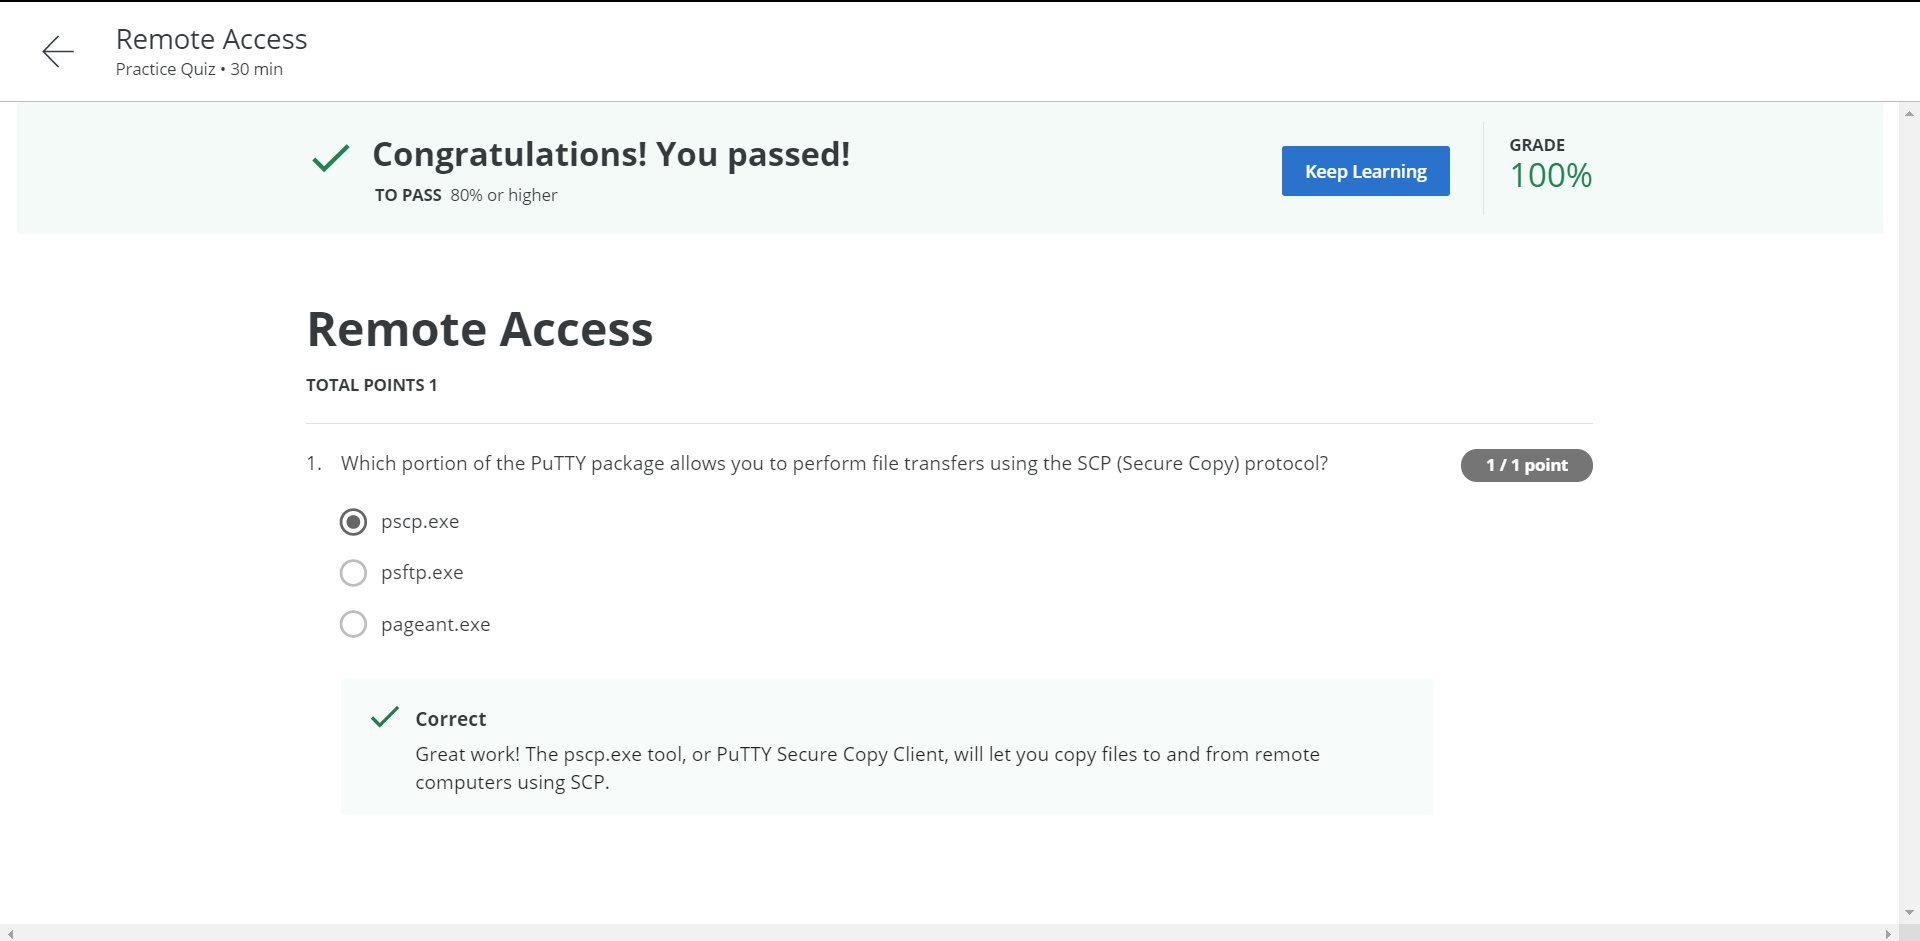 Remote Access
Practice Quiz • 30 min
Congratulations! You passed!
TO PASS 80% or higher
Keep Learning
GRADE
100%
Remote Access
TOTAL POINTS 1
1. Which portion of the PuTTY package allows you to perform file transfers using the SCP (Secure Copy) protocol?
1 / 1 point
pscp.exe
psftp.exe
pageant.exe
Correct
Great work! The pscp.exe tool, or PuTTY Secure Copy Client, will let you copy files to and from remote
computers using SCP.